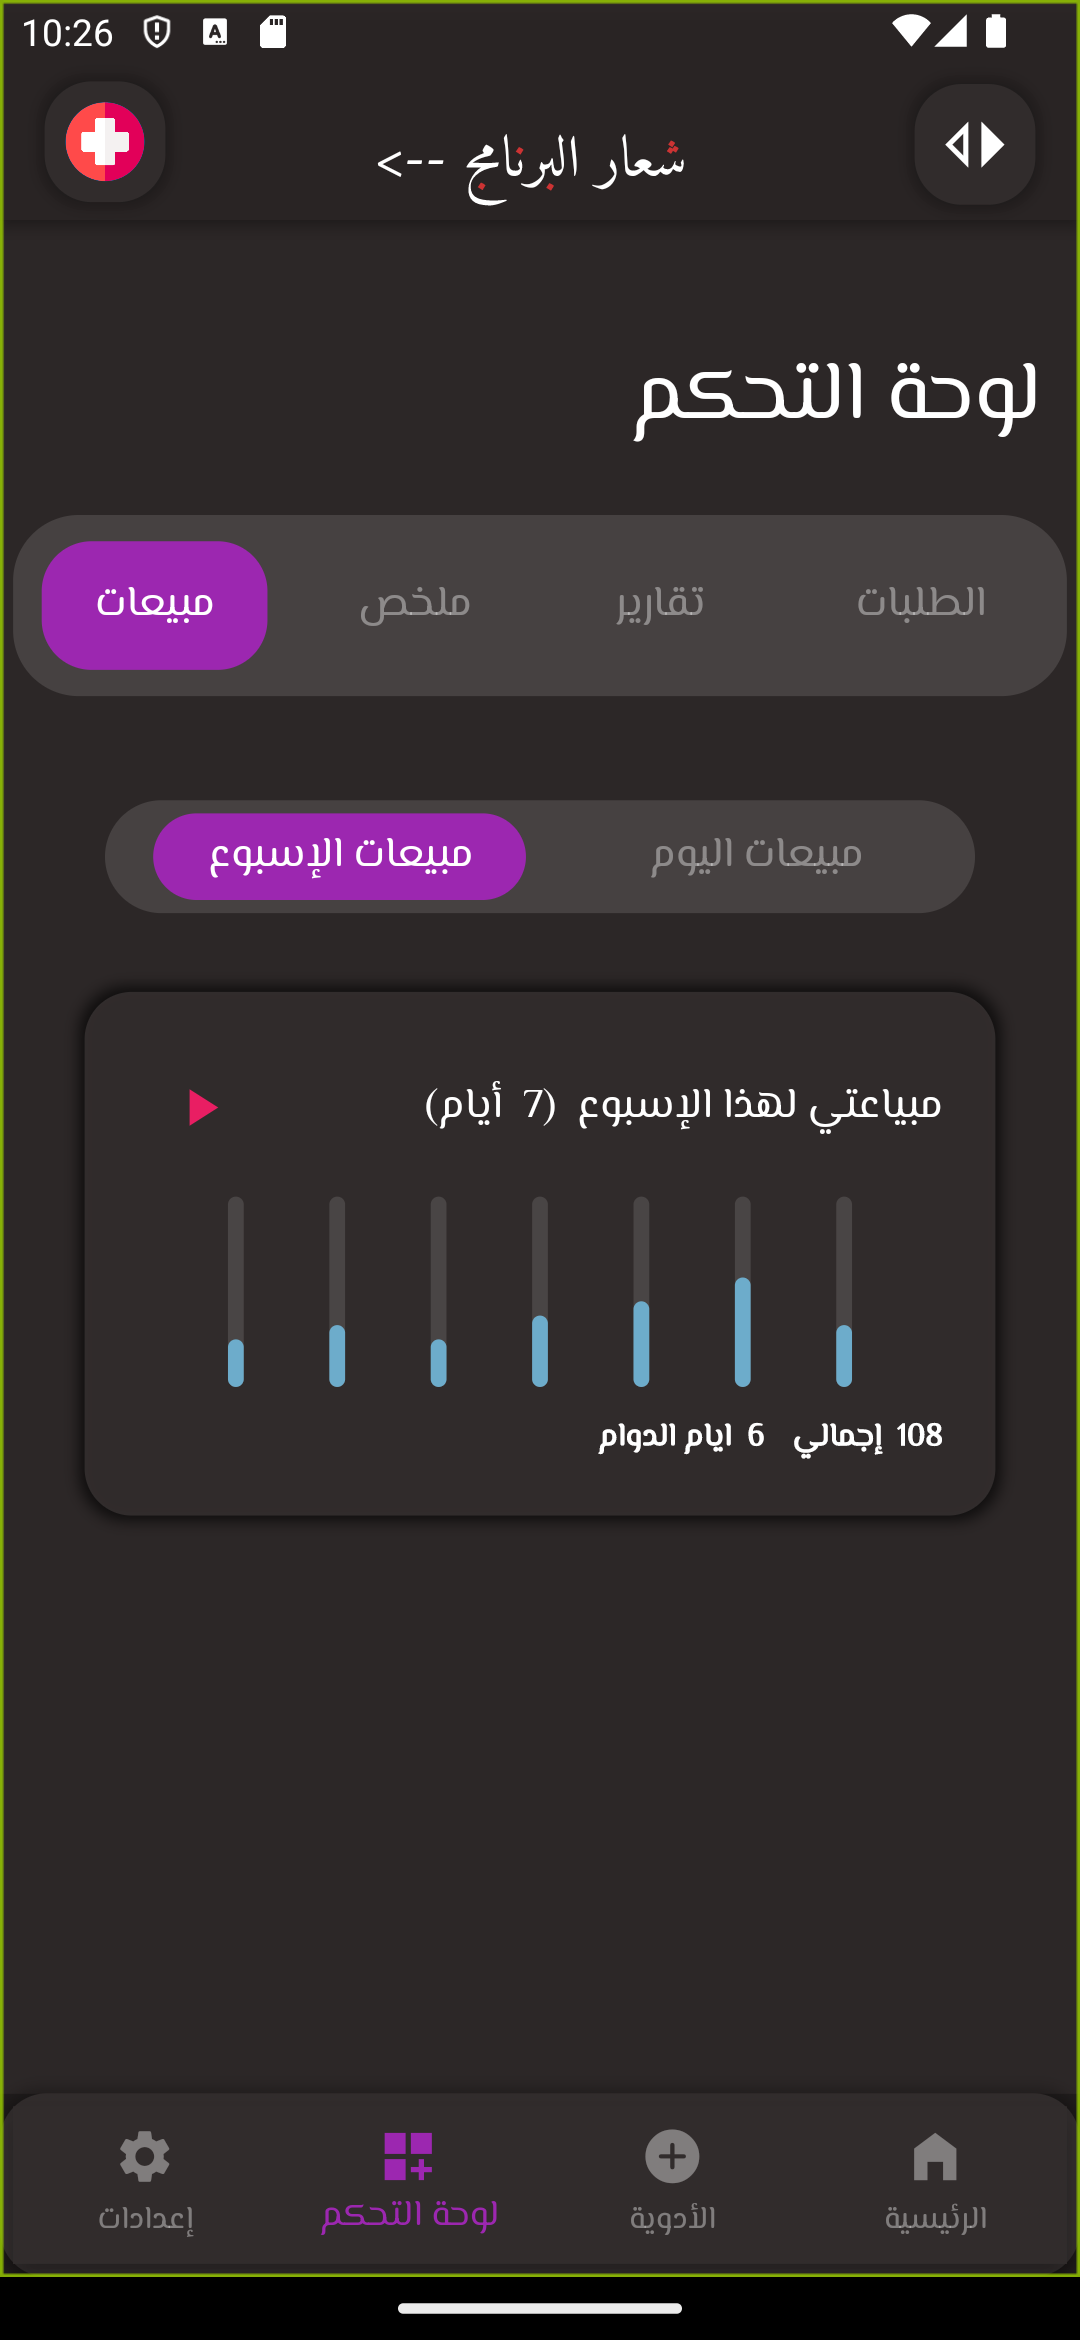 10:26
شعار البرنامج -->
لوحة التحكم
الطلبات تقارير ملخص مبيعات
مبيعات اليوم مبيعات الإسبوع
مبياعتي لهذا الإسبوع (7 أيام)
108 إجمالي 6 ايام الدوام
الرئيسية الأدوية لوحة التحكم إعدادات